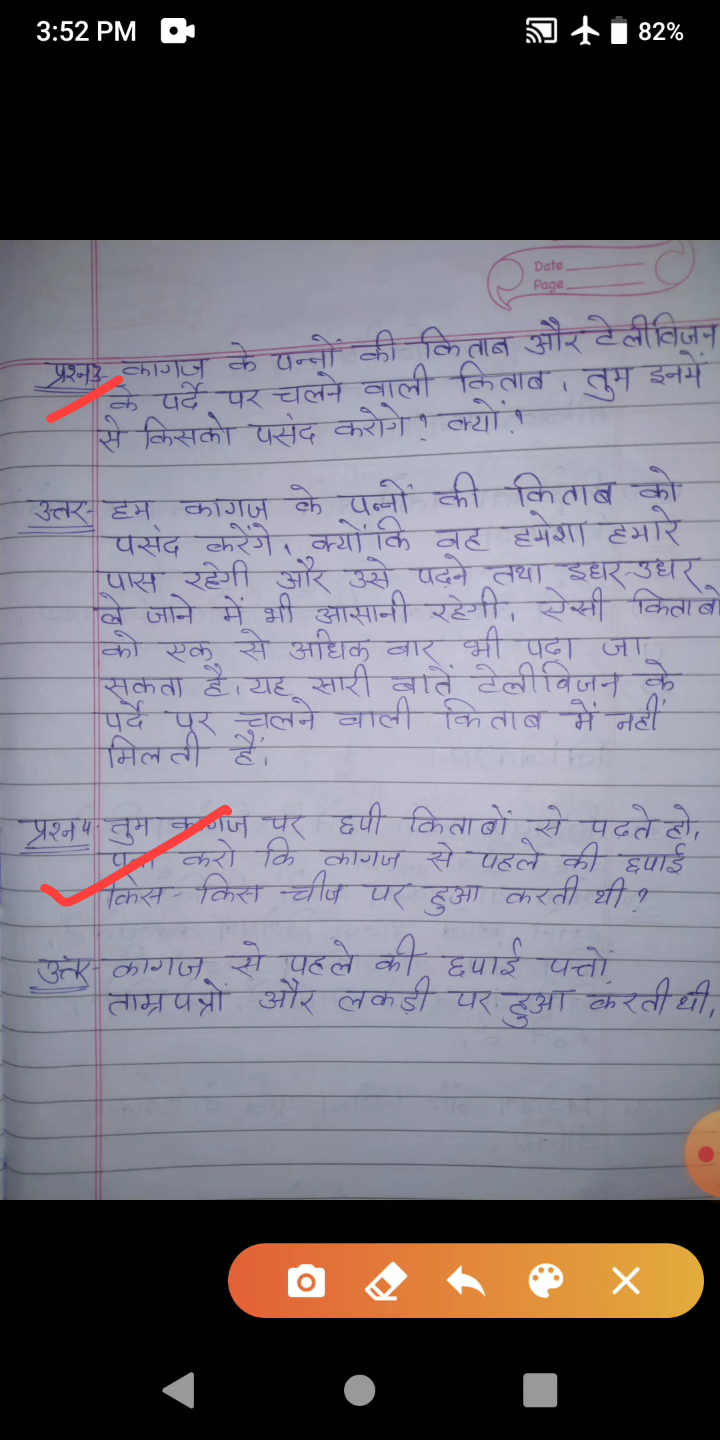 3:52 PM
82%
Date
Page
प्रश्न3- कागज के पन्नों की किताब और टेलीविजन
के पर्दे पर चलने वाली किताब। तुम इनमें
से किसको पसंद करोगे? क्यों?
उत्तर- हम कागज के पन्नों की किताब को
पसंद करेंगे। क्योंकि वह हमेशा हमारे
पास रहेगी और उसे पढ़ने तथा इधर-उधर
ले जाने में भी आसानी रहेगी। ऐसी किताबो
को एक से अधिक बार भी पढा जा
सकता है। यह सारी बातें टेलीविजन के
पर्दे पर चलने वाली किताब में नहीं
मिलती हैं।
प्रश्न4- तुम कागज पर छपी किताबों से पढ़ते हो।
पता करो कि कागज से पहले की छपाई
किस-किस चीज पर हुआ करती थी?
उत्तर- कागज से पहले की छपाई पत्तों
ताम्रपत्रों और लकड़ी पर हुआ करती थी।